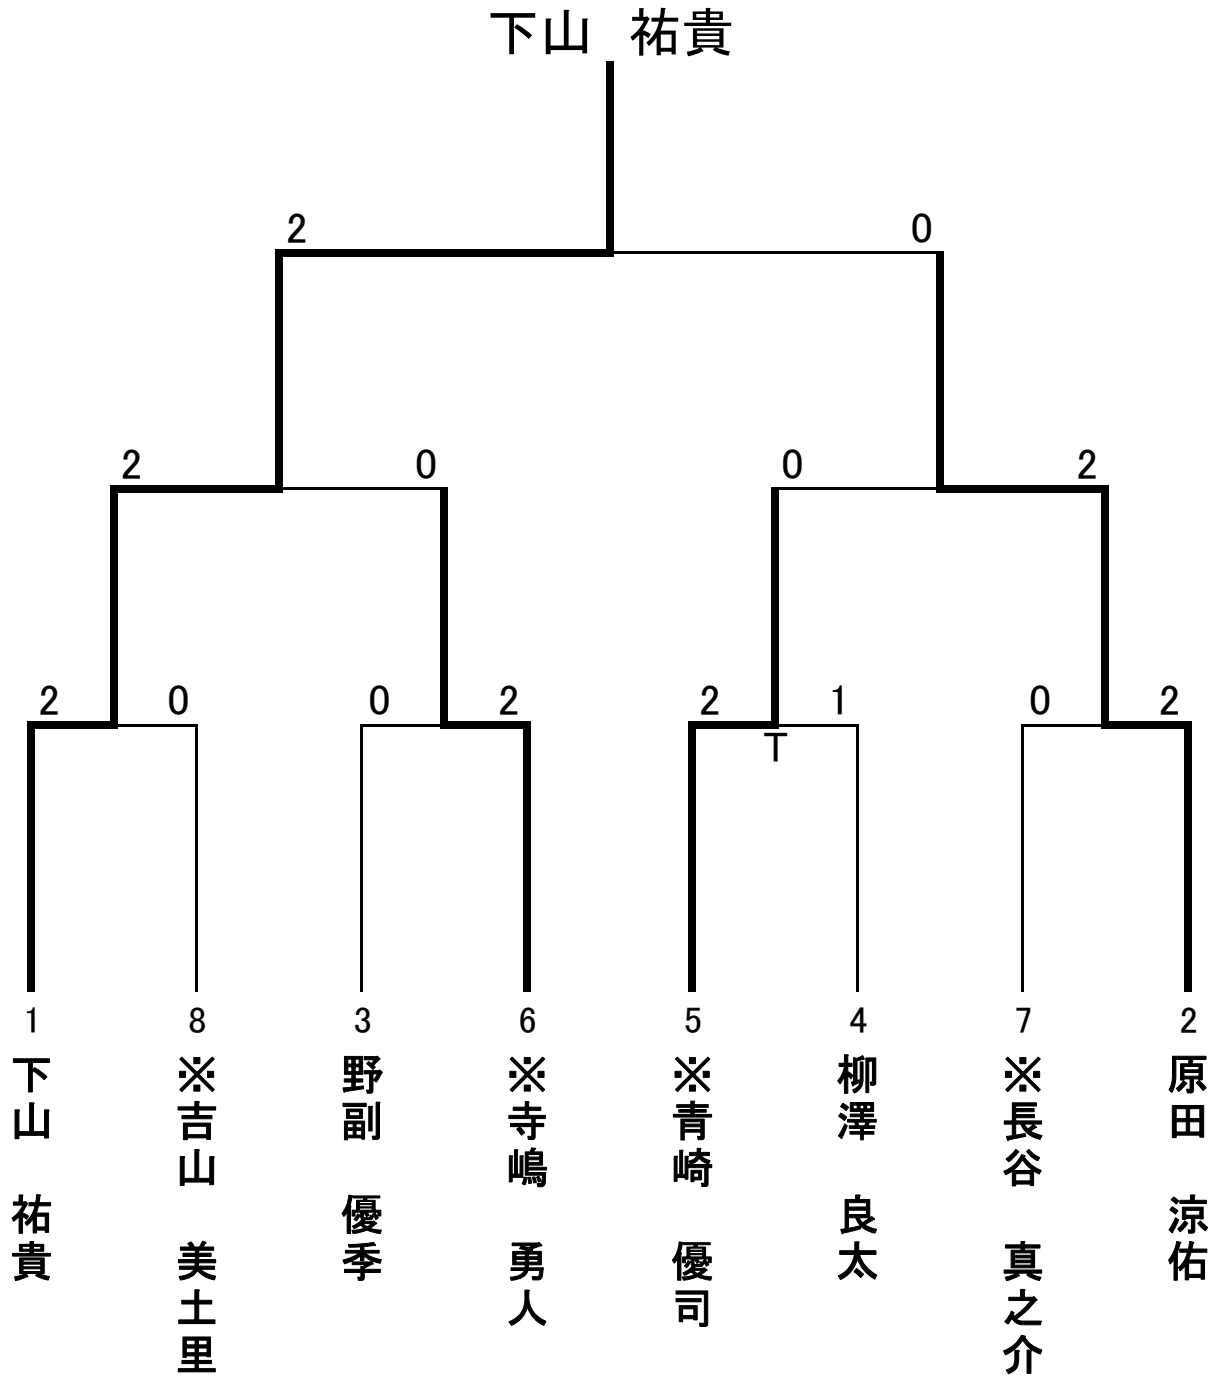 下山　祐貴
2 0
2 0 0 2
2 0 0 2 2 1 0 2
T
1 8 3 6 5 4 7 2
下山　祐貴
※吉山　美土里
野副　優季
※寺嶋　勇人
※青崎　優司
柳澤　良太
※長谷　真之介
原田　涼佑